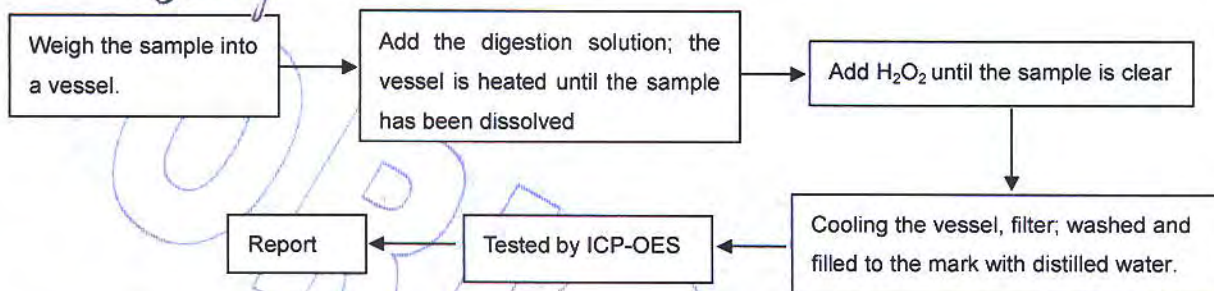 Weigh the sample into
a vessel.
Add the digestion solution; the
vessel is heated until the sample
has been dissolved
Add H₂O₂ until the sample is clear
Cooling the vessel, filter; washed and
filled to the mark with distilled water.
Tested by ICP-OES
Report